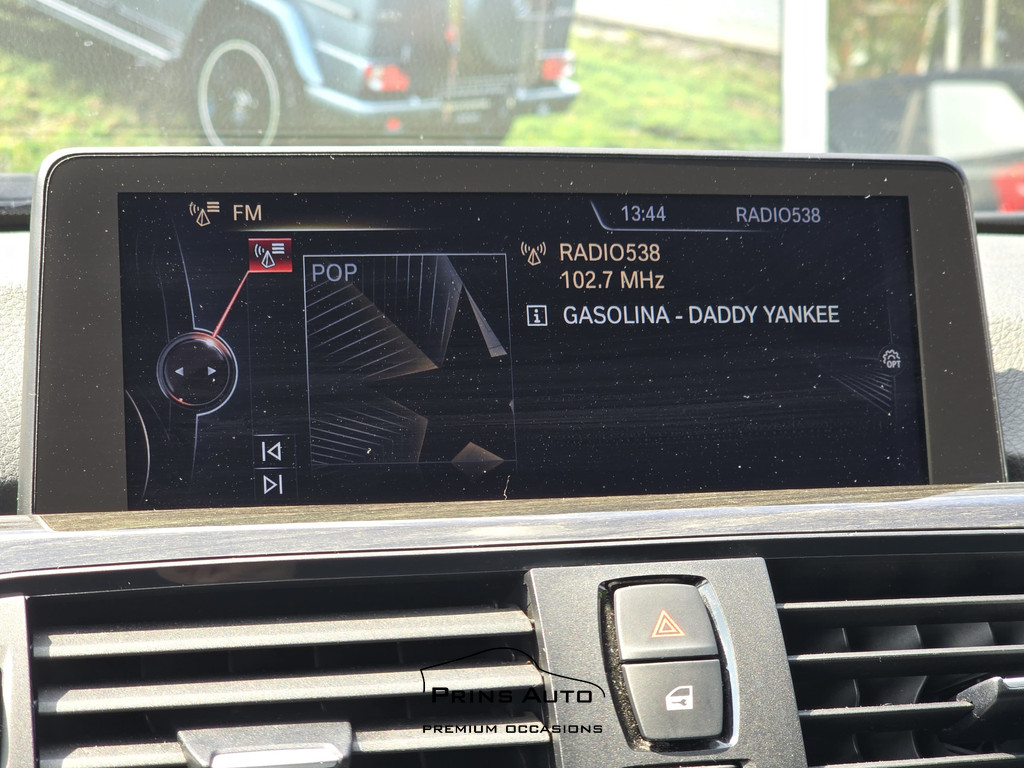 FM
13:44
RADIO538
POP
RADIO538
102.7 MHz
i GASOLINA - DADDY YANKEE
OPT
PRINS AUTO
PREMIUM OCCASIONS